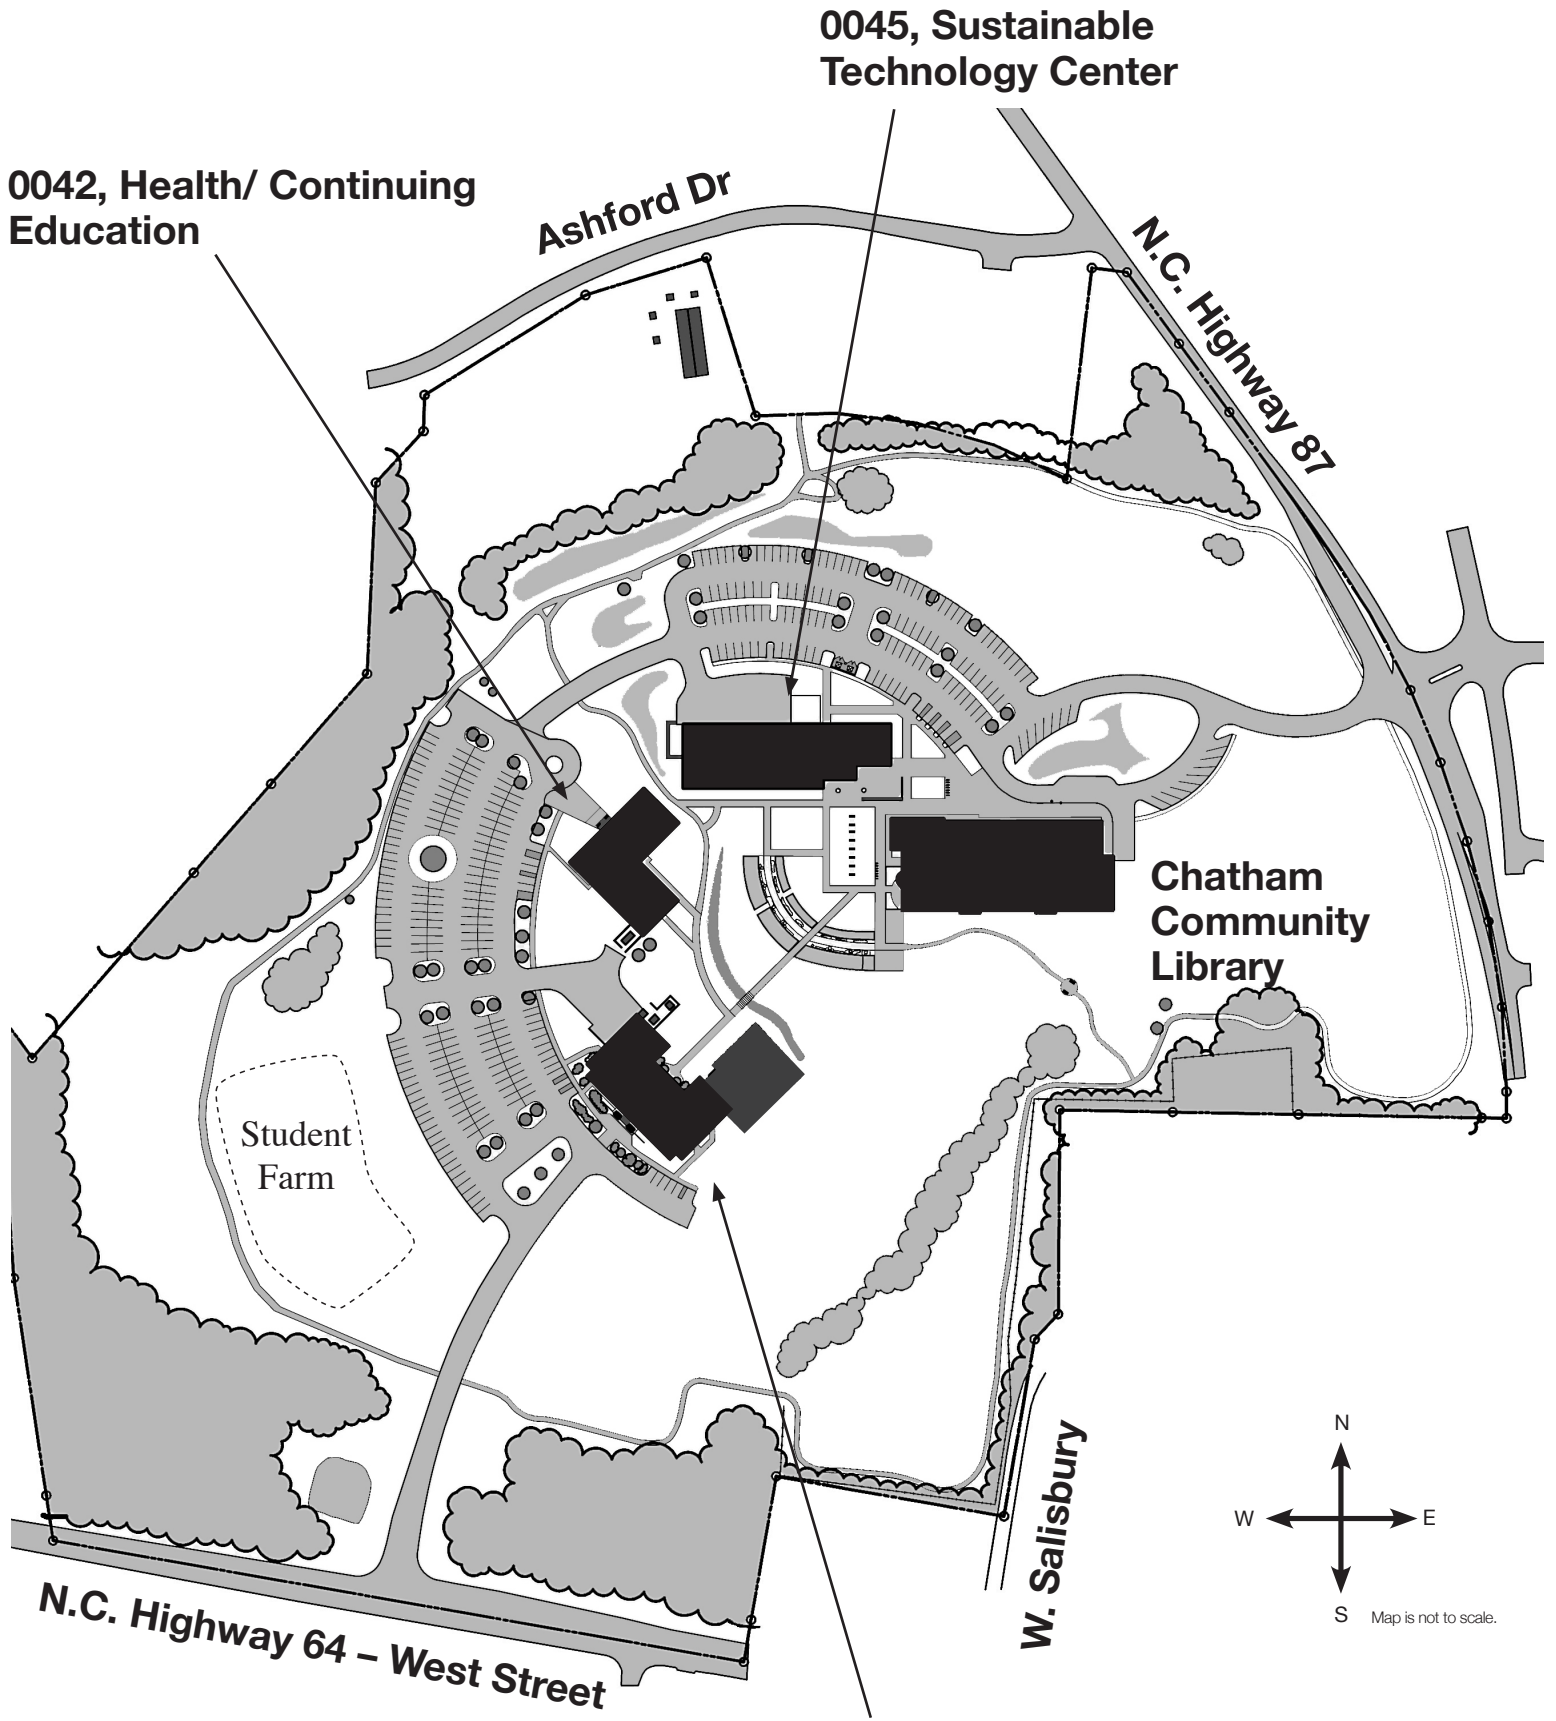 0045, Sustainable
Technology Center
0042, Health/ Continuing
Education
Ashford Dr
N.C. Highway 87
Chatham
Community
Library
Student
Farm
N
W
E
S
Map is not to scale.
W. Salisbury
N.C. Highway 64 – West Street